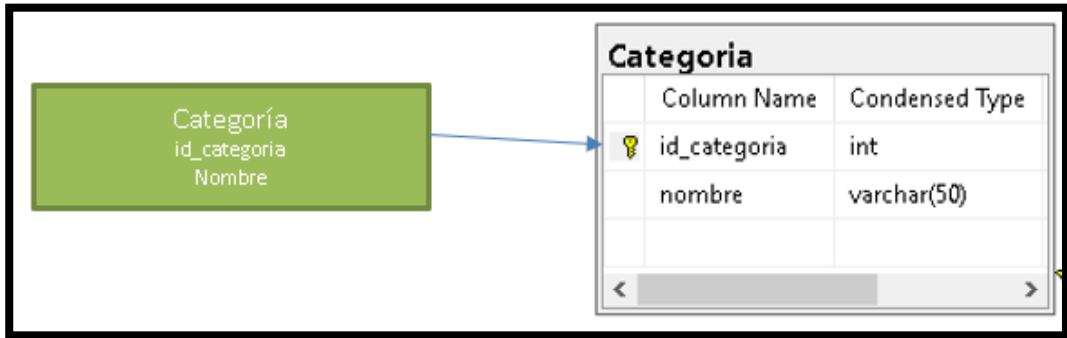 Categoría
id_categoria
Nombre
Categoria
Column Name Condensed Type
id_categoria int
nombre varchar(50)